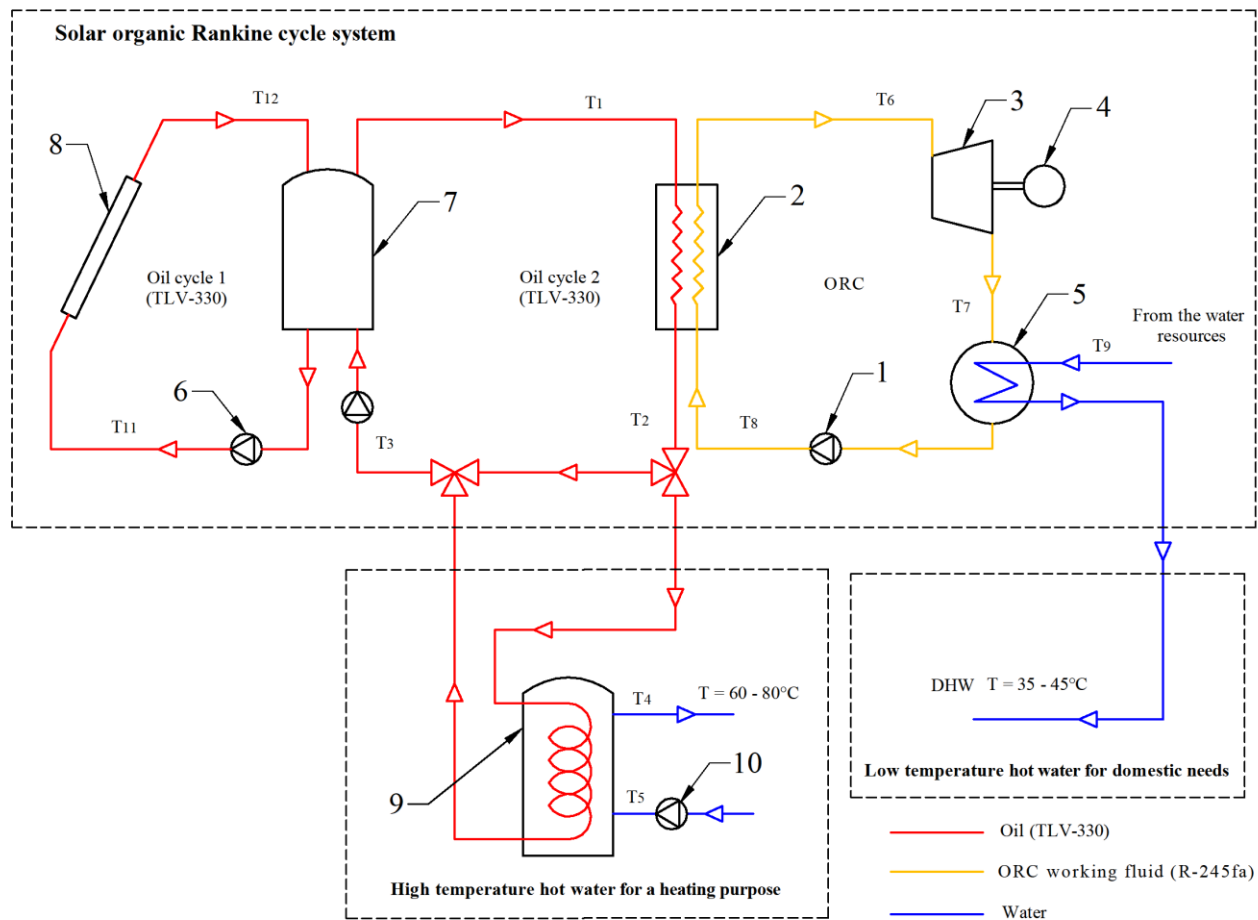 Solar organic Rankine cycle system
T12
T1
T6
3
4
8
7
2
Oil cycle 1
(TLV-330)
Oil cycle 2
(TLV-330)
ORC
T7
5
From the water
resources
T9
6
1
T11
T3
T2
T8
T4
T = 60 - 80°C
DHW T = 35 - 45°C
9
T5
10
Low temperature hot water for domestic needs
High temperature hot water for a heating purpose
Oil (TLV-330)
ORC working fluid (R-245fa)
Water